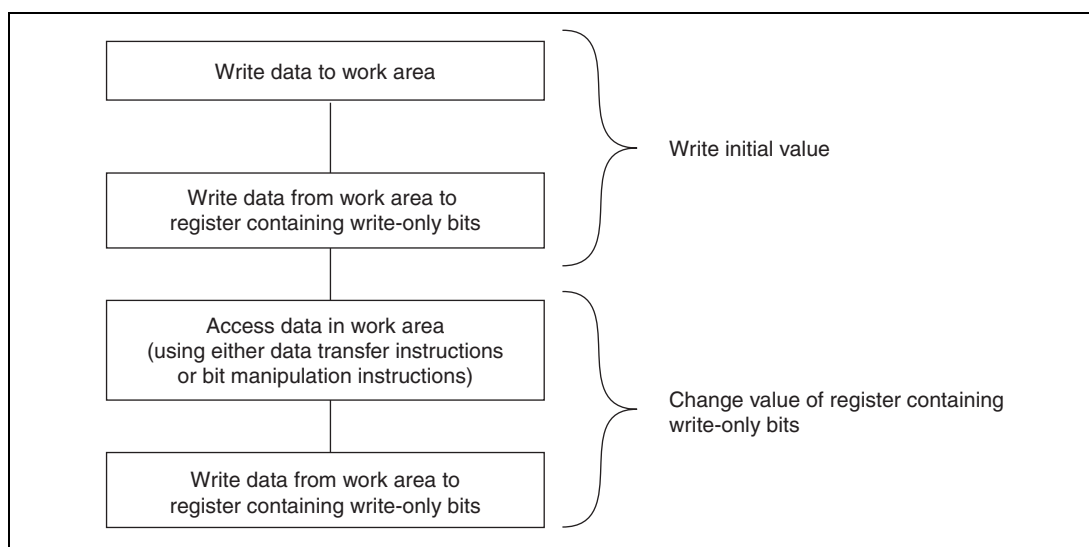 Write data to work area
Write initial value
Write data from work area to
register containing write-only bits
Access data in work area
(using either data transfer instructions
or bit manipulation instructions)
Change value of register containing
write-only bits
Write data from work area to
register containing write-only bits